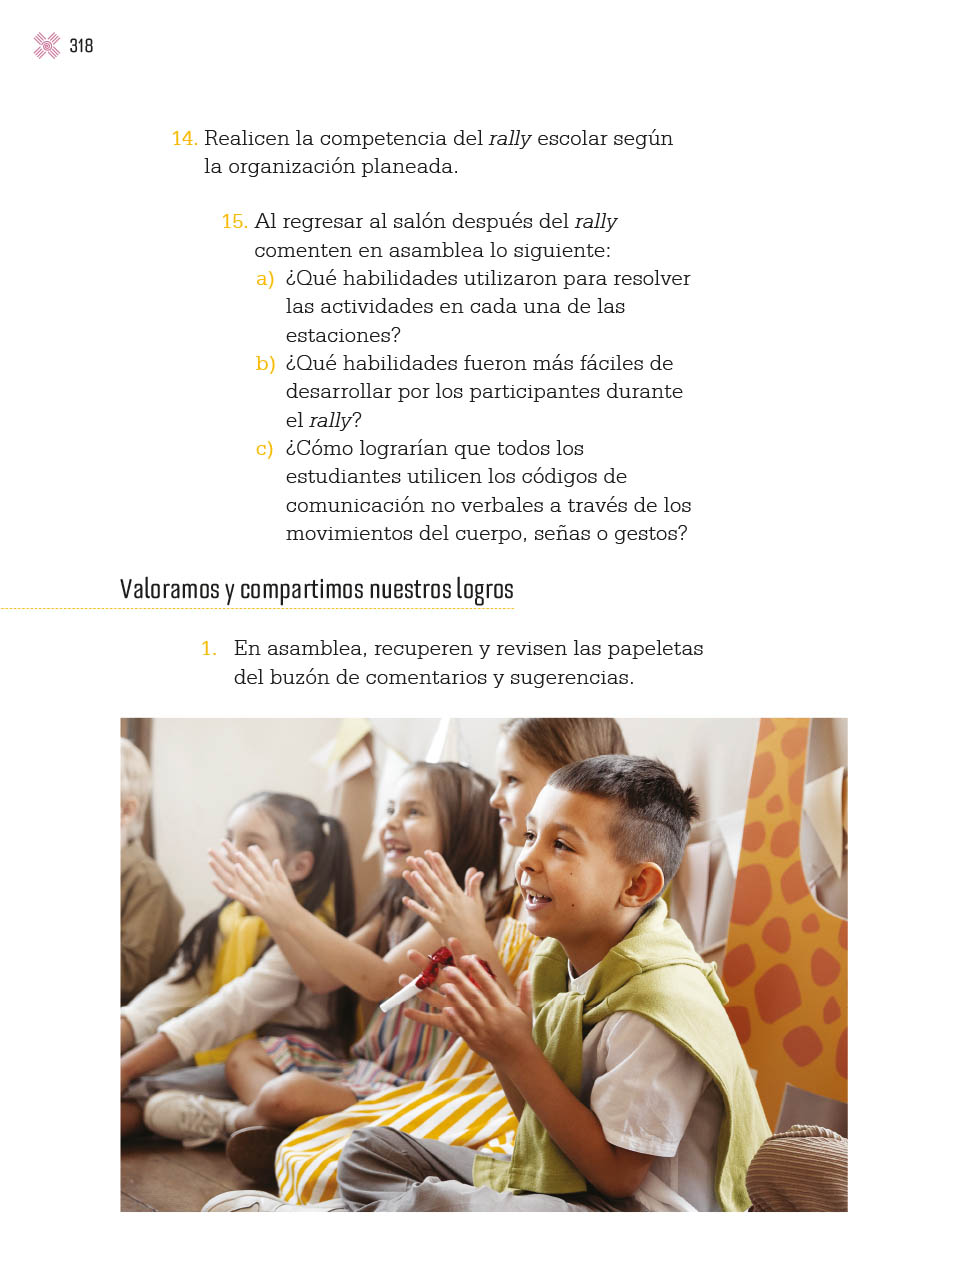 318
14. Realicen la competencia del rally escolar según
la organización planeada.
15. Al regresar al salón después del rally
comenten en asamblea lo siguiente:
a) ¿Qué habilidades utilizaron para resolver
las actividades en cada una de las
estaciones?
b) ¿Qué habilidades fueron más fáciles de
desarrollar por los participantes durante
el rally?
c) ¿Cómo lograrían que todos los
estudiantes utilicen los códigos de
comunicación no verbales a través de los
movimientos del cuerpo, señas o gestos?
Valoramos y compartimos nuestros logros
1. En asamblea, recuperen y revisen las papeletas
del buzón de comentarios y sugerencias.